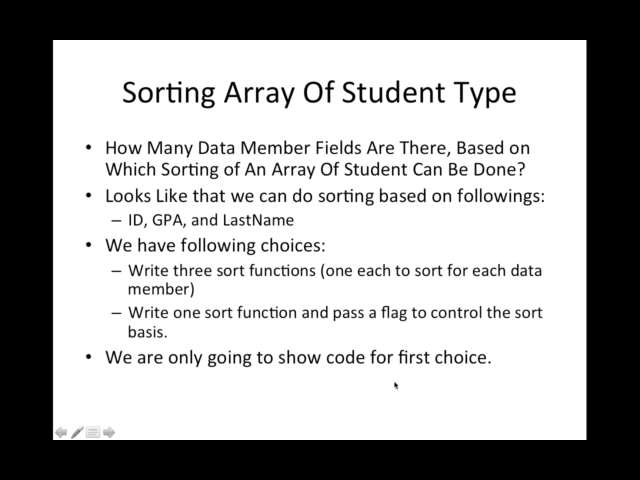 Sorting Array Of Student Type
• How Many Data Member Fields Are There, Based on
Which Sorting of An Array Of Student Can Be Done?
• Looks Like that we can do sorting based on followings:
– ID, GPA, and LastName
• We have following choices:
– Write three sort functions (one each to sort for each data
member)
– Write one sort function and pass a flag to control the sort
basis.
• We are only going to show code for first choice.